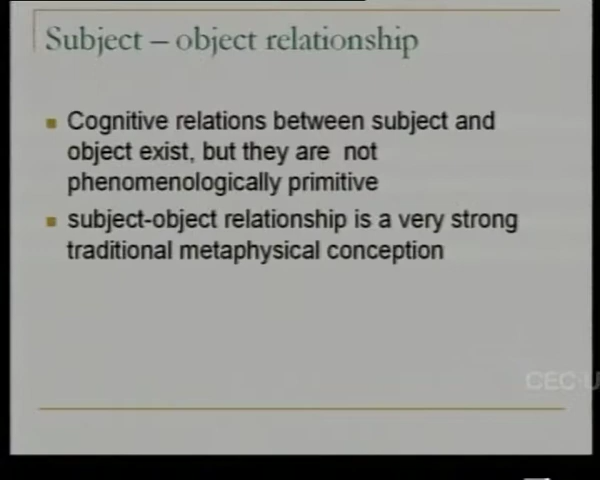 Subject – object relationship
Cognitive relations between subject and
object exist, but they are not
phenomenologically primitive
subject-object relationship is a very strong
traditional metaphysical conception
CEC-U